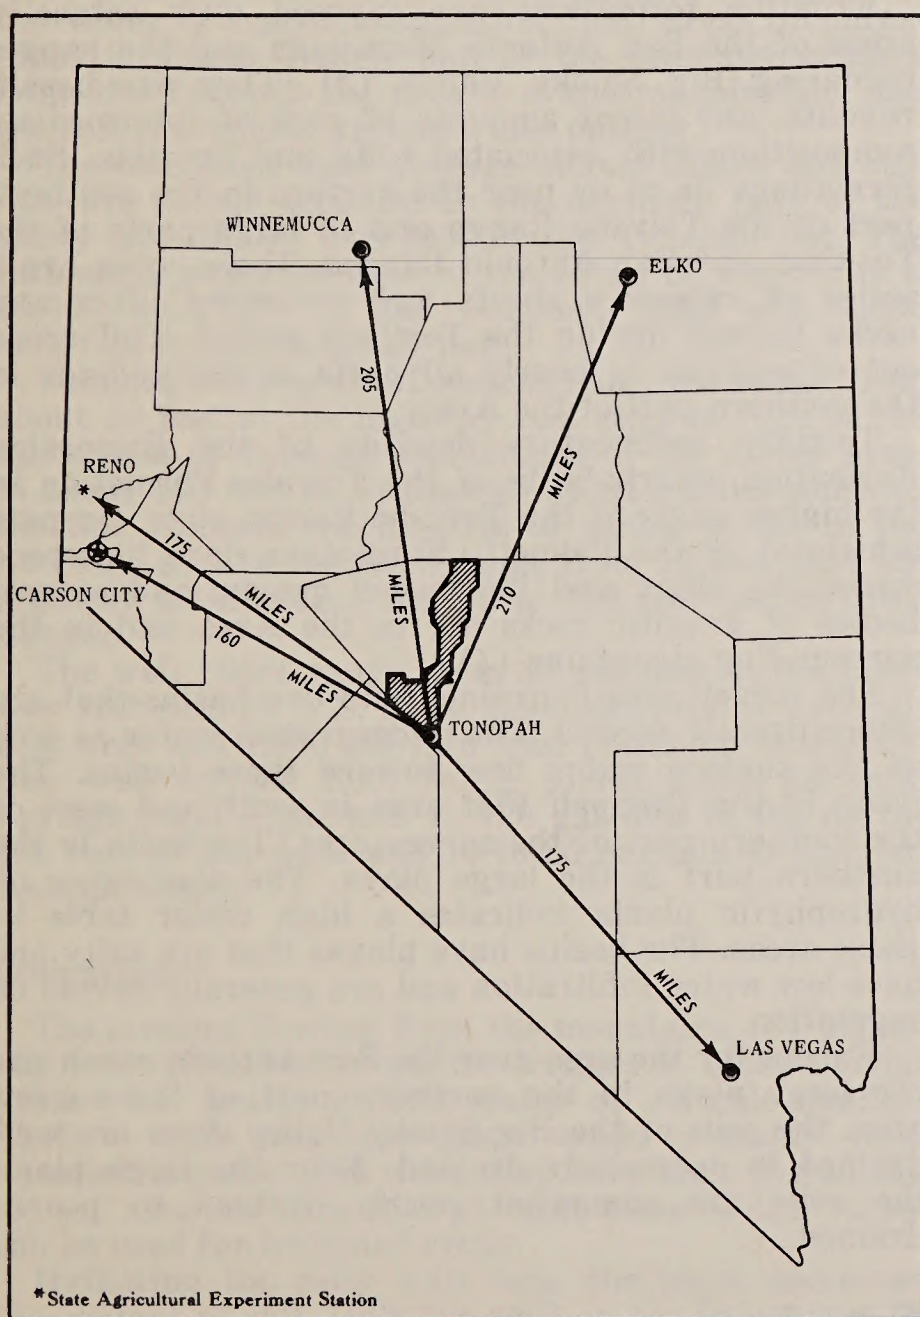 WINNEMUCCA
ELKO
205
MILES
MILES
210
RENO
*
175
MILES
CARSON CITY
160
MILES
TONOPAH
175
MILES
LAS VEGAS
*State Agricultural Experiment Station